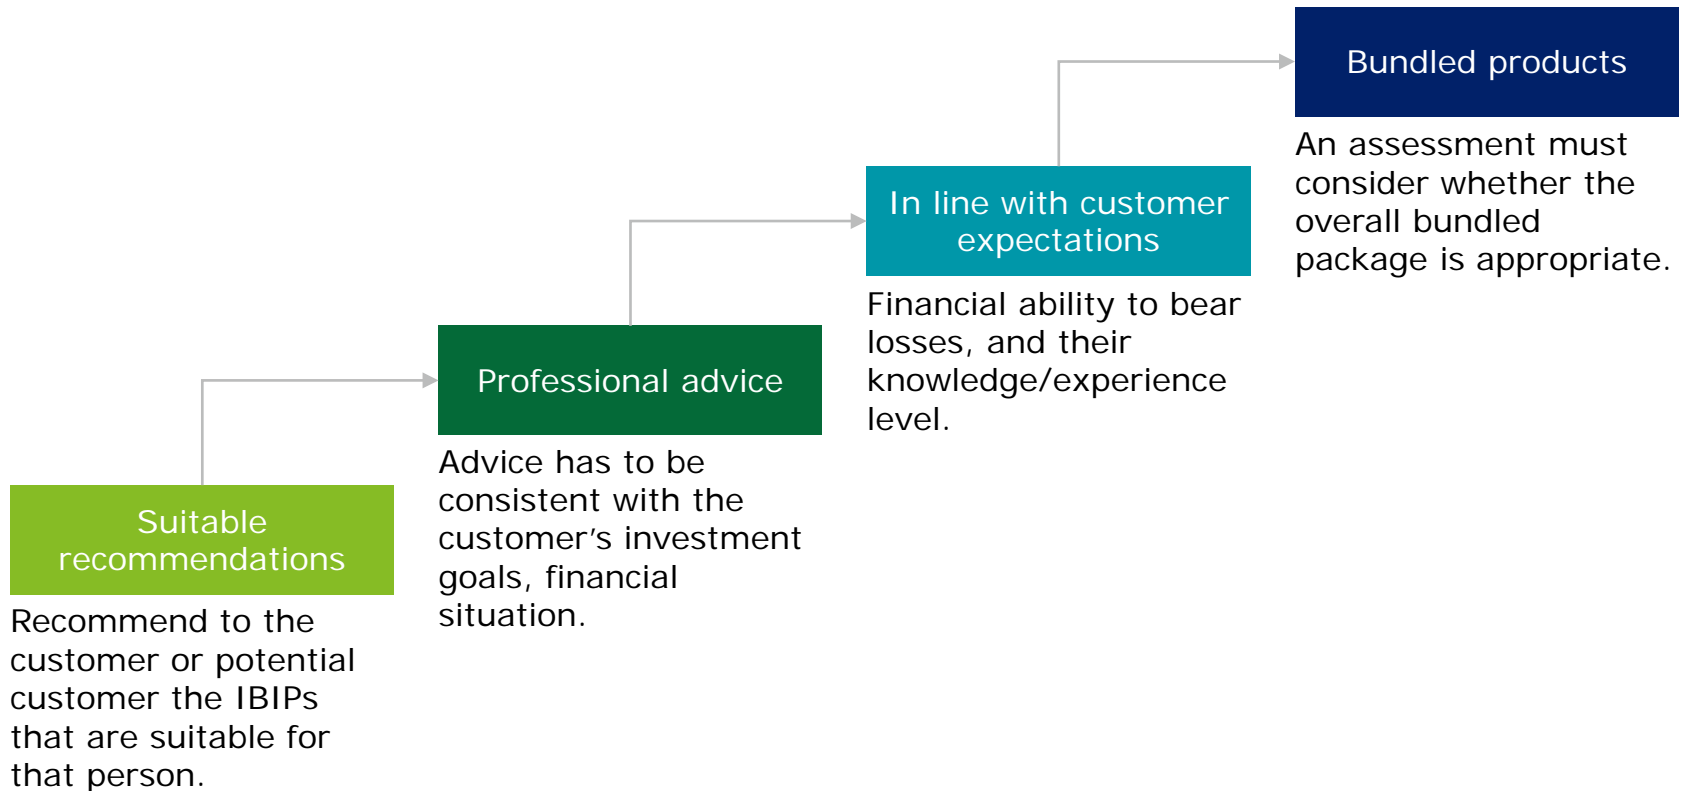 Suitable
recommendations
Recommend to the
customer or potential
customer the IBIPs
that are suitable for
that person.
Professional advice
Advice has to be
consistent with the
customer’s investment
goals, financial
situation.
In line with customer
expectations
Financial ability to bear
losses, and their
knowledge/experience
level.
Bundled products
An assessment must
consider whether the
overall bundled
package is appropriate.